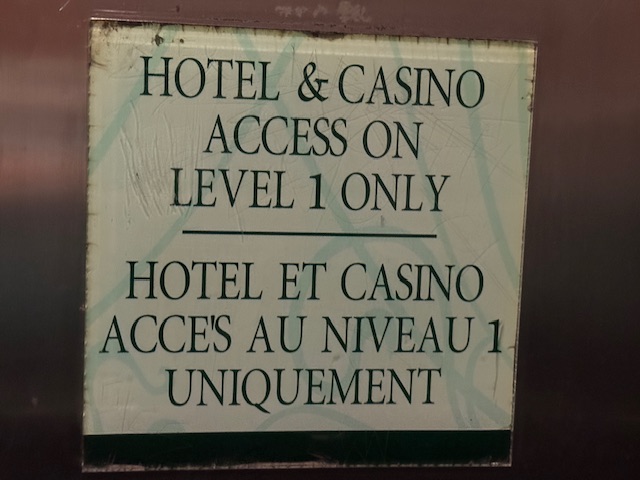 HOTEL & CASINO
ACCESS ON
LEVEL 1 ONLY
HOTEL ET CASINO
ACCE'S AU NIVEAU 1
UNIQUEMENT